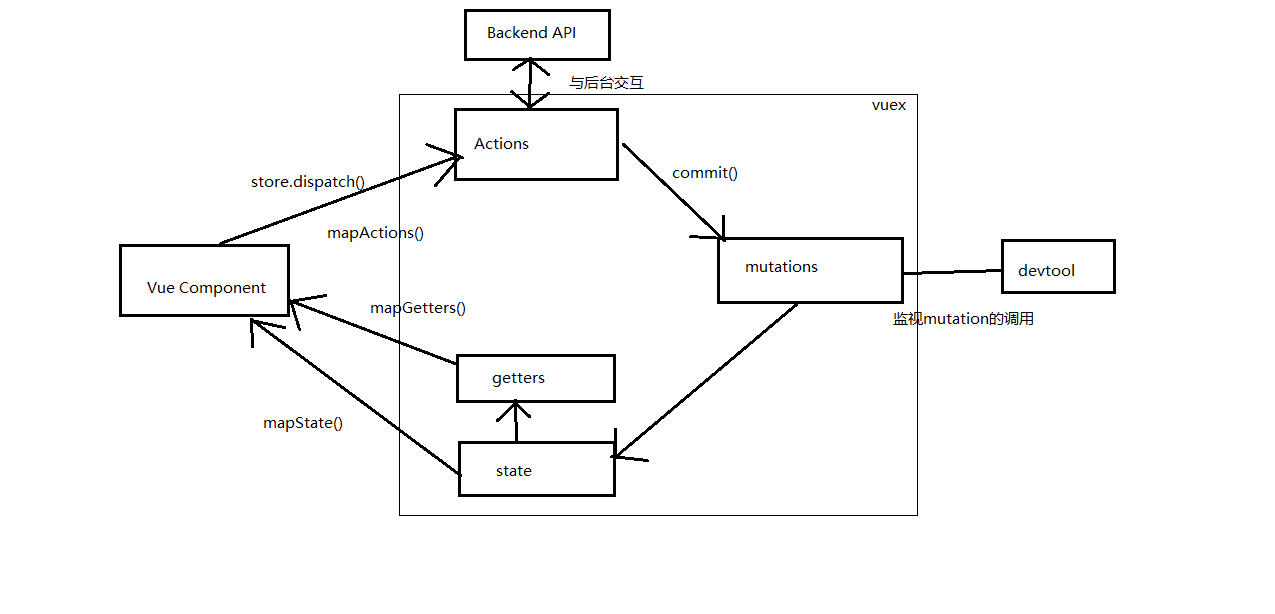 Backend API
与后台交互
vuex
Actions
commit()
store.dispatch()
mapActions()
mutations
devtool
Vue Component
mapGetters()
监视mutation的调用
getters
mapState()
state